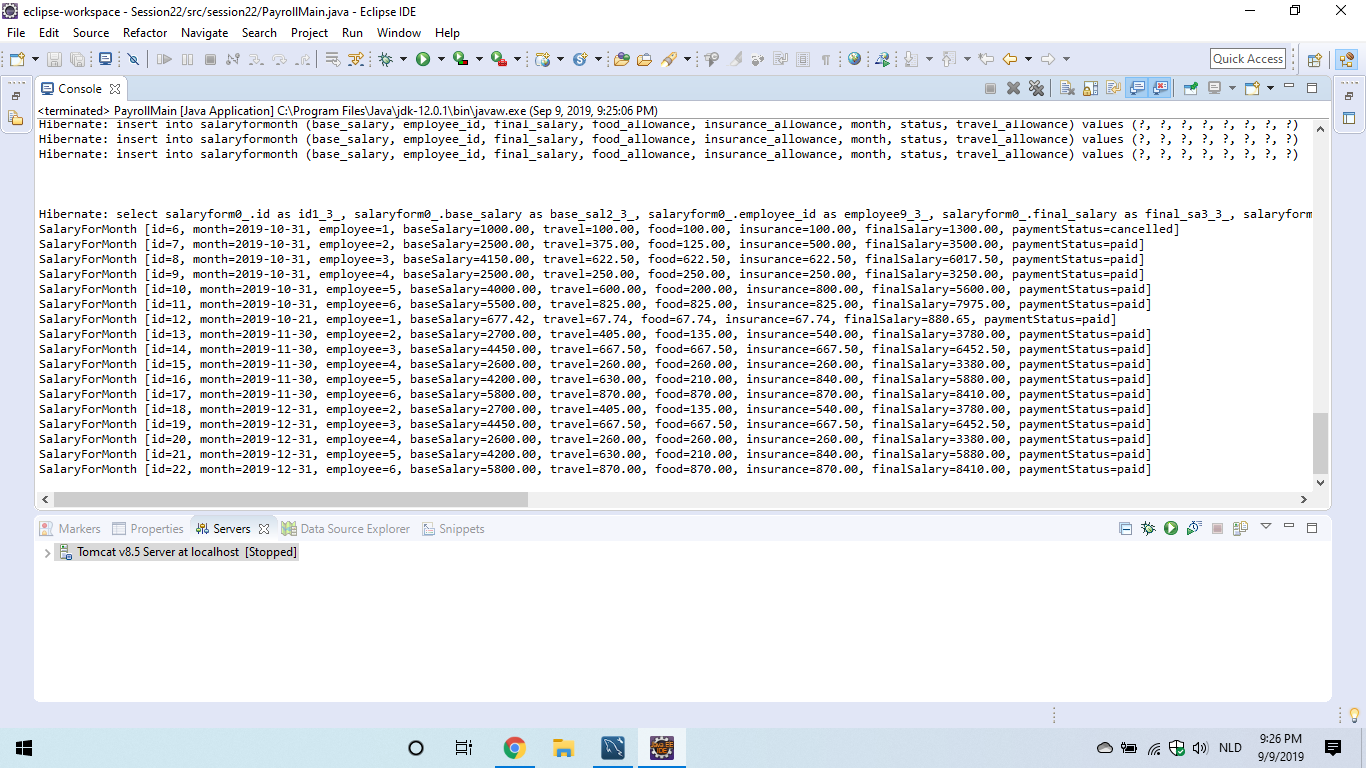 eclipse-workspace - Session22/src/session22/PayrollMain.java - Eclipse IDE
File Edit Source Refactor Navigate Search Project Run Window Help
Quick Access
Console
<terminated> PayrollMain [Java Application] C:\Program Files\Java\jdk-12.0.1\bin\javaw.exe (Sep 9, 2019, 9:25:06 PM)
Hibernate: insert into salaryformonth (base_salary, employee_id, final_salary, food_allowance, insurance_allowance, month, status, travel_allowance) values (?, ?, ?, ?, ?, ?, ?, ?)
Hibernate: insert into salaryformonth (base_salary, employee_id, final_salary, food_allowance, insurance_allowance, month, status, travel_allowance) values (?, ?, ?, ?, ?, ?, ?, ?)
Hibernate: insert into salaryformonth (base_salary, employee_id, final_salary, food_allowance, insurance_allowance, month, status, travel_allowance) values (?, ?, ?, ?, ?, ?, ?, ?)
Hibernate: select salaryform0_.id as id1_3_, salaryform0_.base_salary as base_sal2_3_, salaryform0_.employee_id as employee9_3_, salaryform0_.final_salary as final_sa3_3_, salaryform
SalaryForMonth [id=6, month=2019-10-31, employee=1, baseSalary=1000.00, travel=100.00, food=100.00, insurance=100.00, finalSalary=1300.00, paymentStatus=cancelled]
SalaryForMonth [id=7, month=2019-10-31, employee=2, baseSalary=2500.00, travel=375.00, food=125.00, insurance=500.00, finalSalary=3500.00, paymentStatus=paid]
SalaryForMonth [id=8, month=2019-10-31, employee=3, baseSalary=4150.00, travel=622.50, food=622.50, insurance=622.50, finalSalary=6017.50, paymentStatus=paid]
SalaryForMonth [id=9, month=2019-10-31, employee=4, baseSalary=2500.00, travel=250.00, food=250.00, insurance=250.00, finalSalary=3250.00, paymentStatus=paid]
SalaryForMonth [id=10, month=2019-10-31, employee=5, baseSalary=4000.00, travel=600.00, food=200.00, insurance=800.00, finalSalary=5600.00, paymentStatus=paid]
SalaryForMonth [id=11, month=2019-10-31, employee=6, baseSalary=5500.00, travel=825.00, food=825.00, insurance=825.00, finalSalary=7975.00, paymentStatus=paid]
SalaryForMonth [id=12, month=2019-10-21, employee=1, baseSalary=677.42, travel=67.74, food=67.74, insurance=67.74, finalSalary=880.65, paymentStatus=paid]
SalaryForMonth [id=13, month=2019-11-30, employee=2, baseSalary=2700.00, travel=405.00, food=135.00, insurance=540.00, finalSalary=3780.00, paymentStatus=paid]
SalaryForMonth [id=14, month=2019-11-30, employee=3, baseSalary=4450.00, travel=667.50, food=667.50, insurance=667.50, finalSalary=6452.50, paymentStatus=paid]
SalaryForMonth [id=15, month=2019-11-30, employee=4, baseSalary=2600.00, travel=260.00, food=260.00, insurance=260.00, finalSalary=3380.00, paymentStatus=paid]
SalaryForMonth [id=16, month=2019-11-30, employee=5, baseSalary=4200.00, travel=630.00, food=210.00, insurance=840.00, finalSalary=5880.00, paymentStatus=paid]
SalaryForMonth [id=17, month=2019-11-30, employee=6, baseSalary=5800.00, travel=870.00, food=870.00, insurance=870.00, finalSalary=8410.00, paymentStatus=paid]
SalaryForMonth [id=18, month=2019-12-31, employee=2, baseSalary=2700.00, travel=405.00, food=135.00, insurance=540.00, finalSalary=3780.00, paymentStatus=paid]
SalaryForMonth [id=19, month=2019-12-31, employee=3, baseSalary=4450.00, travel=667.50, food=667.50, insurance=667.50, finalSalary=6452.50, paymentStatus=paid]
SalaryForMonth [id=20, month=2019-12-31, employee=4, baseSalary=2600.00, travel=260.00, food=260.00, insurance=260.00, finalSalary=3380.00, paymentStatus=paid]
SalaryForMonth [id=21, month=2019-12-31, employee=5, baseSalary=4200.00, travel=630.00, food=210.00, insurance=840.00, finalSalary=5880.00, paymentStatus=paid]
SalaryForMonth [id=22, month=2019-12-31, employee=6, baseSalary=5800.00, travel=870.00, food=870.00, insurance=870.00, finalSalary=8410.00, paymentStatus=paid]
Markers Properties Servers Data Source Explorer Snippets
Tomcat v8.5 Server at localhost [Stopped]
NLD
9:26 PM
9/9/2019